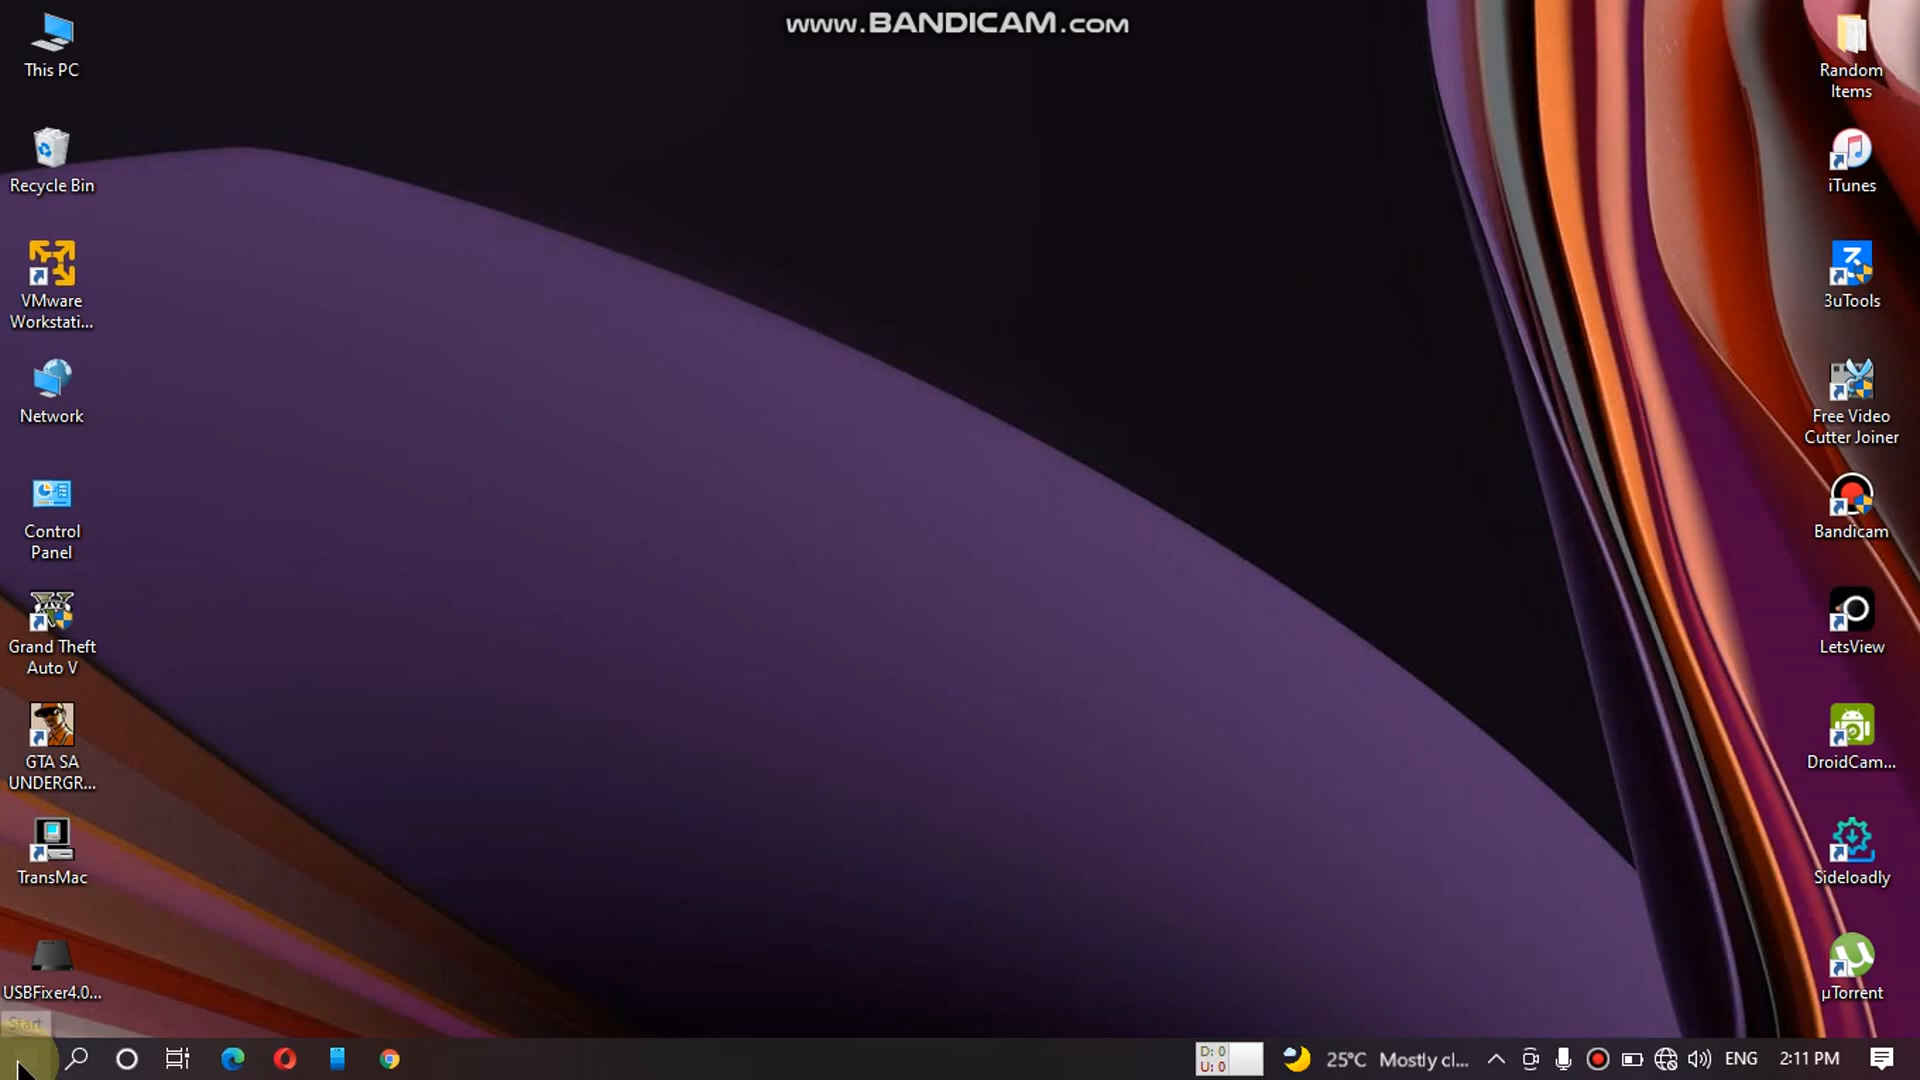 www.BANDICAM.com
This PC
Recycle Bin
VMware
Workstati...
Network
Control
Panel
Grand Theft
Auto V
GTA SA
UNDERGR...
TransMac
USBFixer4.0...
Start
Random
Items
iTunes
3uTools
Free Video
Cutter Joiner
Bandicam
LetsView
DroidCam...
Sideloadly
µTorrent
D: 0
U: 0
25°C Mostly cl...
ENG
2:11 PM